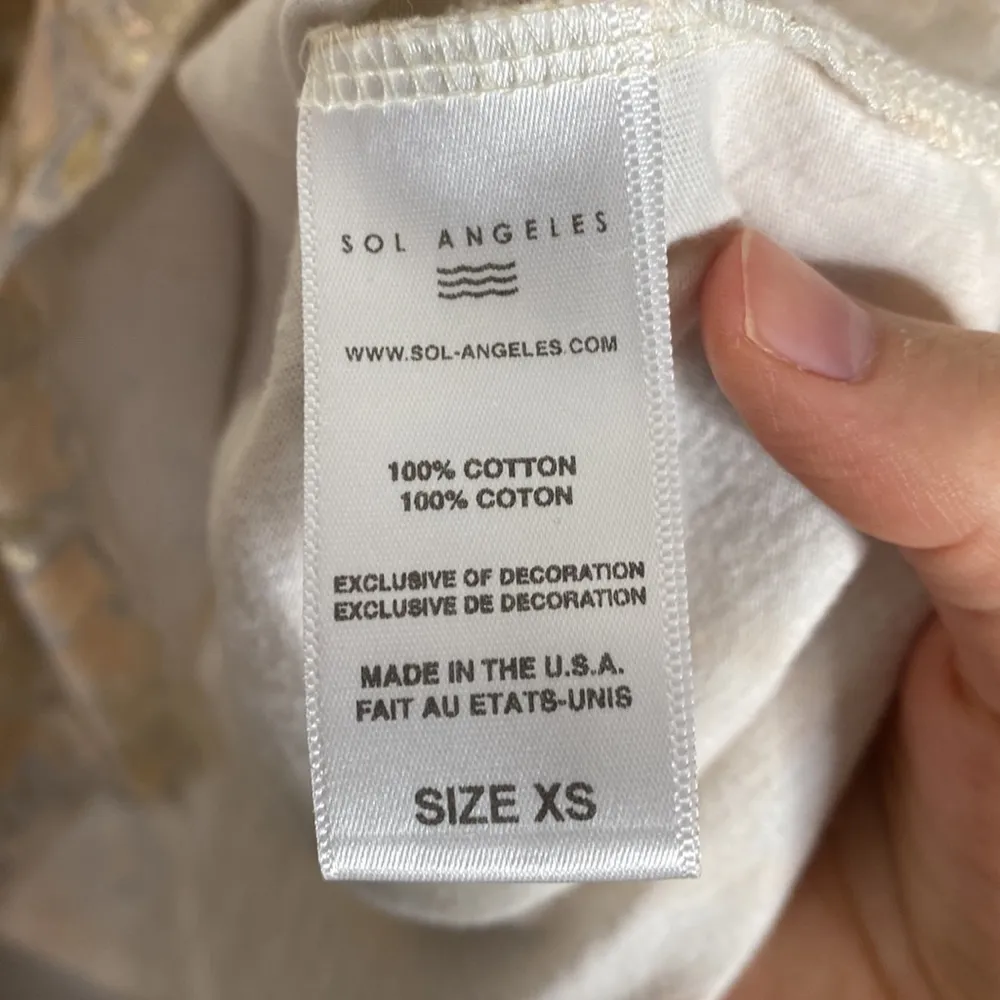 SOL ANGELES
WWW.SOL-ANGELES.COM
100% COTTON
100% COTON
EXCLUSIVE OF DECORATION
EXCLUSIVE DE DECORATION
MADE IN THE U.S.A.
FAIT AU ETATS-UNIS
SIZE XS